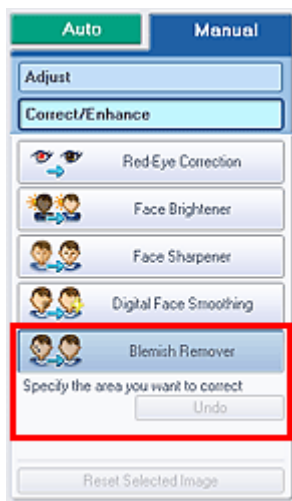 Auto Manual
Adjust
Correct/Enhance
Red-Eye Correction
Face Brightener
Face Sharpener
Digital Face Smoothing
Blemish Remover
Specify the area you want to correct
Undo
Reset Selected Image